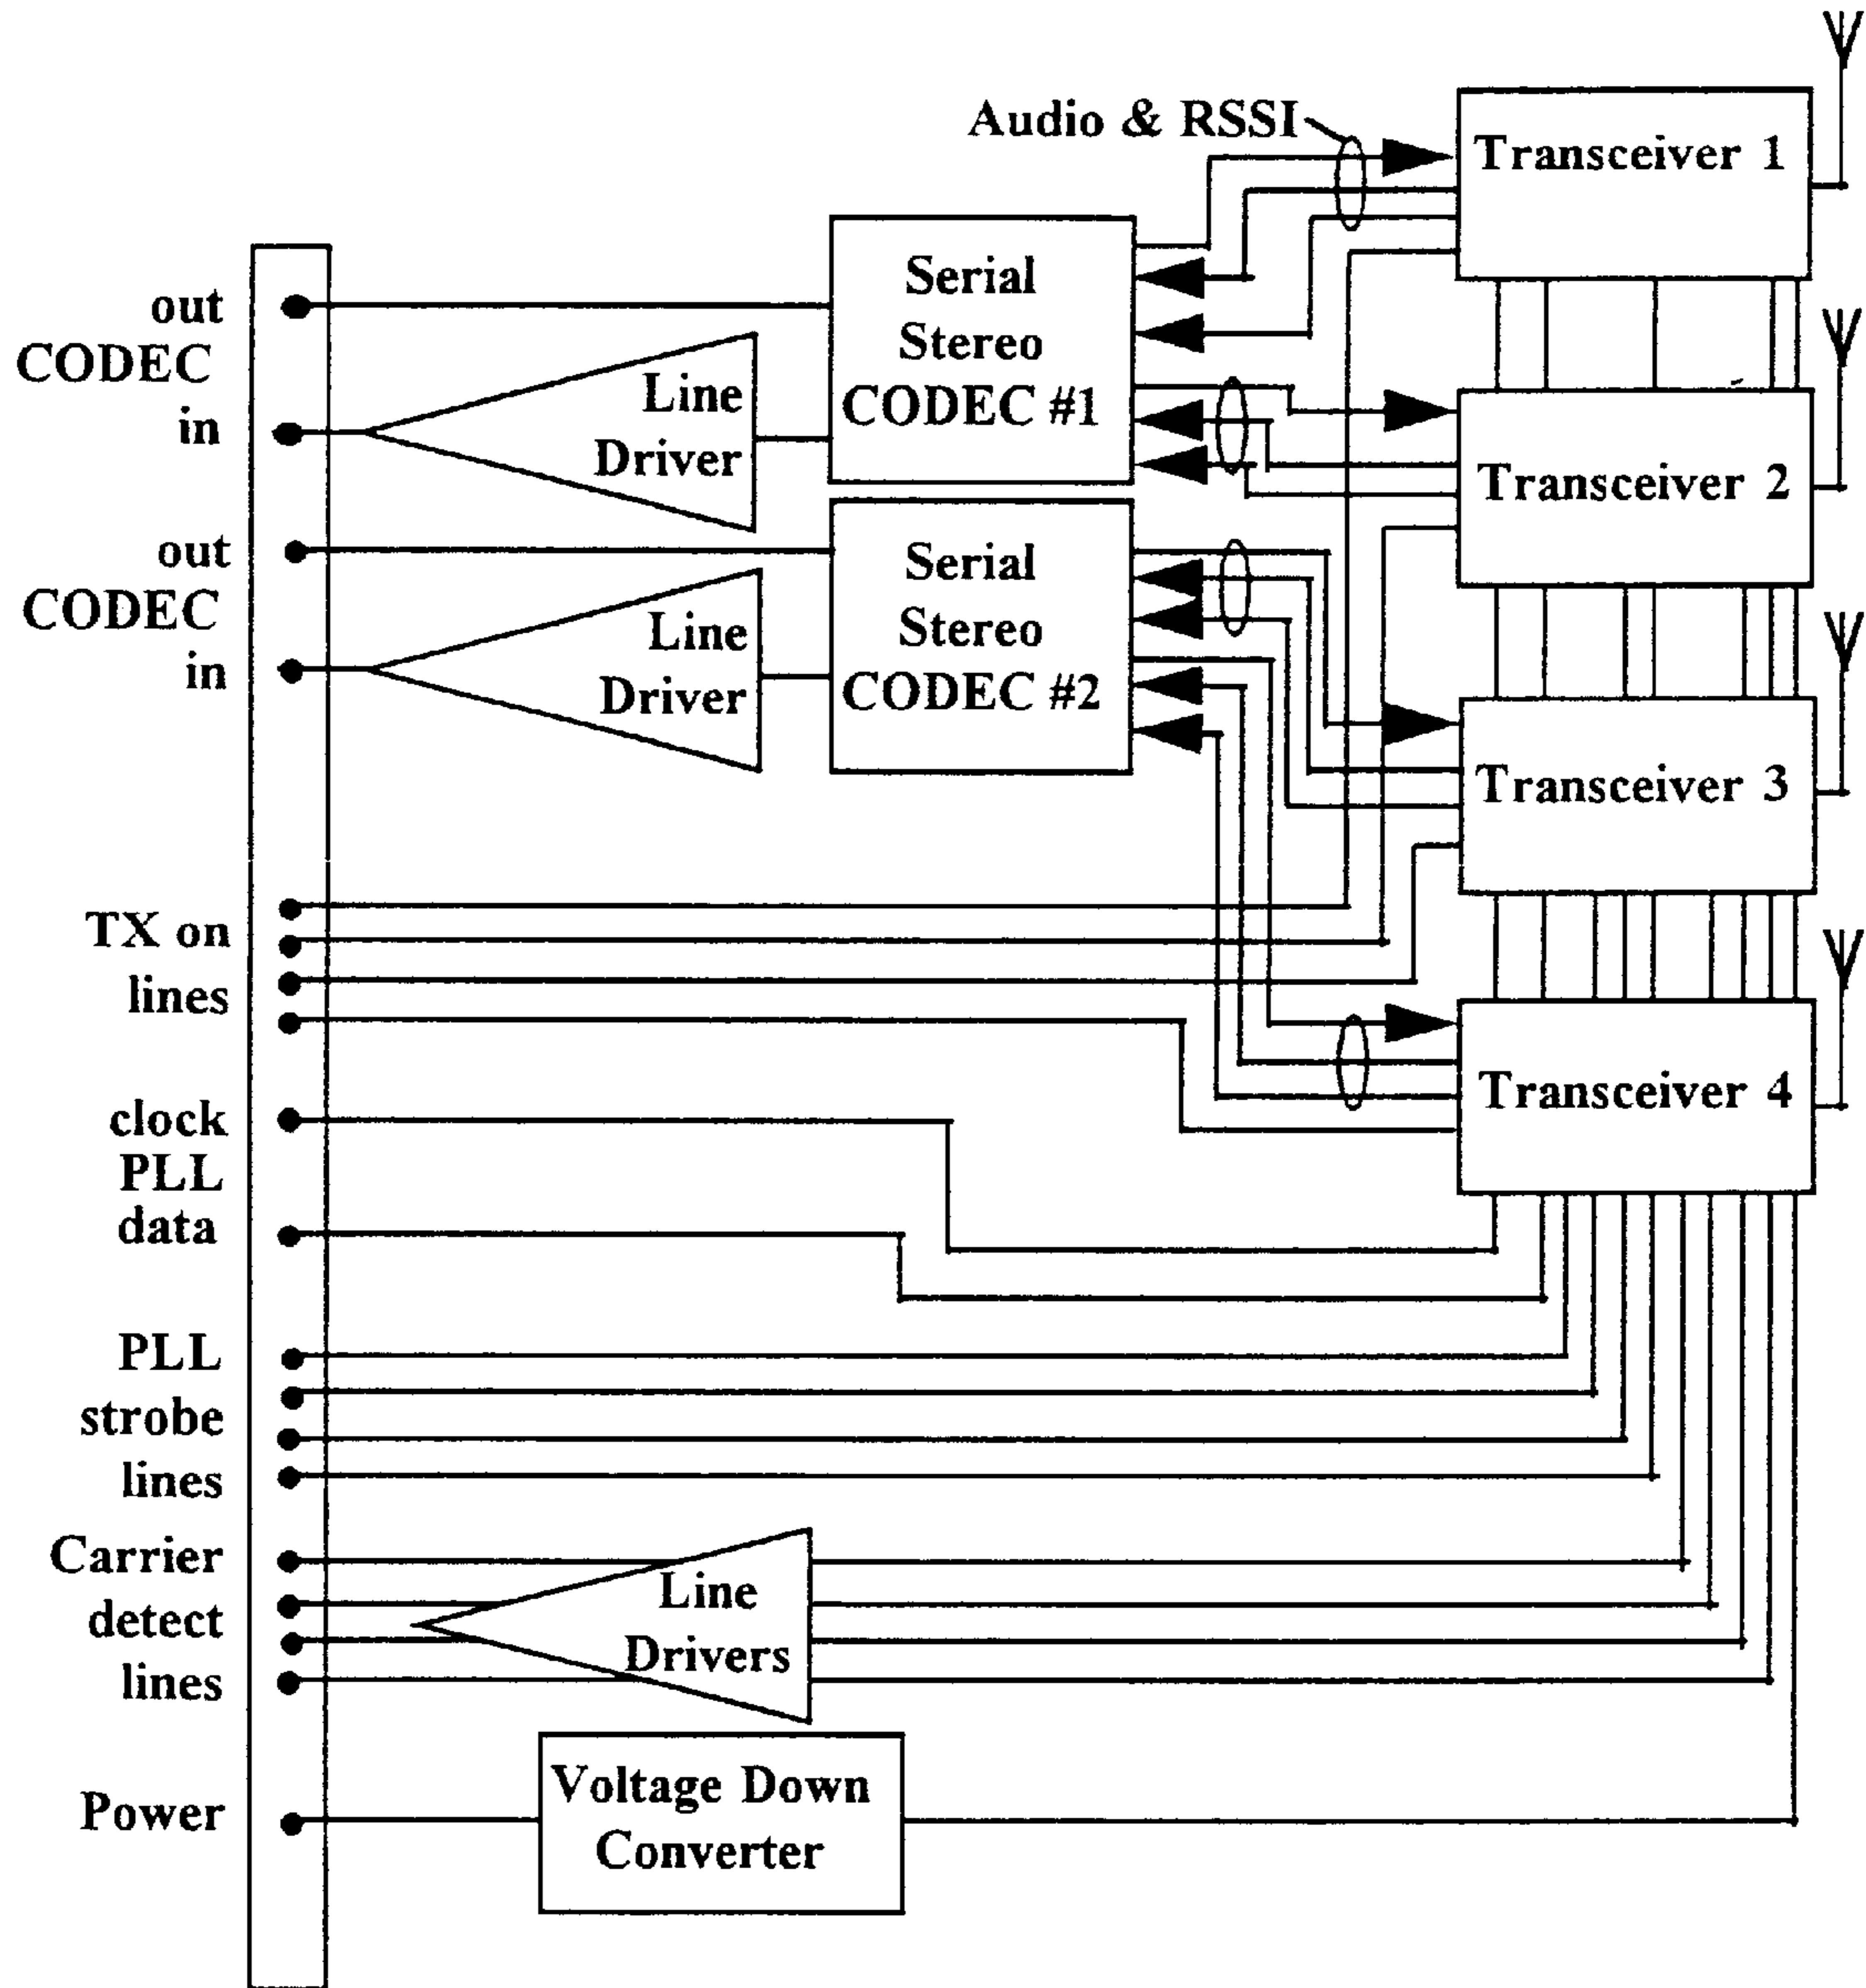 Audio & RSSI
Transceiver 1
Serial
Stereo
CODEC #1
out
CODEC
in
Line
Driver
Transceiver 2
out
CODEC
in
Serial
Stereo
CODEC #2
Line
Driver
Transceiver 3
TX on
lines
Transceiver 4
clock
PLL
data
PLL
strobe
lines
Carrier
detect
lines
Line
Drivers
Power
Voltage Down
Converter